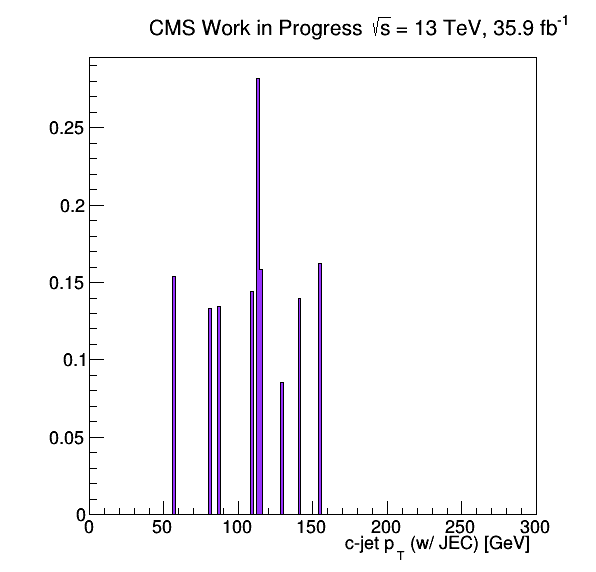 CMS Work in Progress √s = 13 TeV, 35.9 fb⁻¹
0.25
0.2
0.15
0.1
0.05
0
0 50 100 150 200 250 300
c-jet p_T (w/ JEC) [GeV]